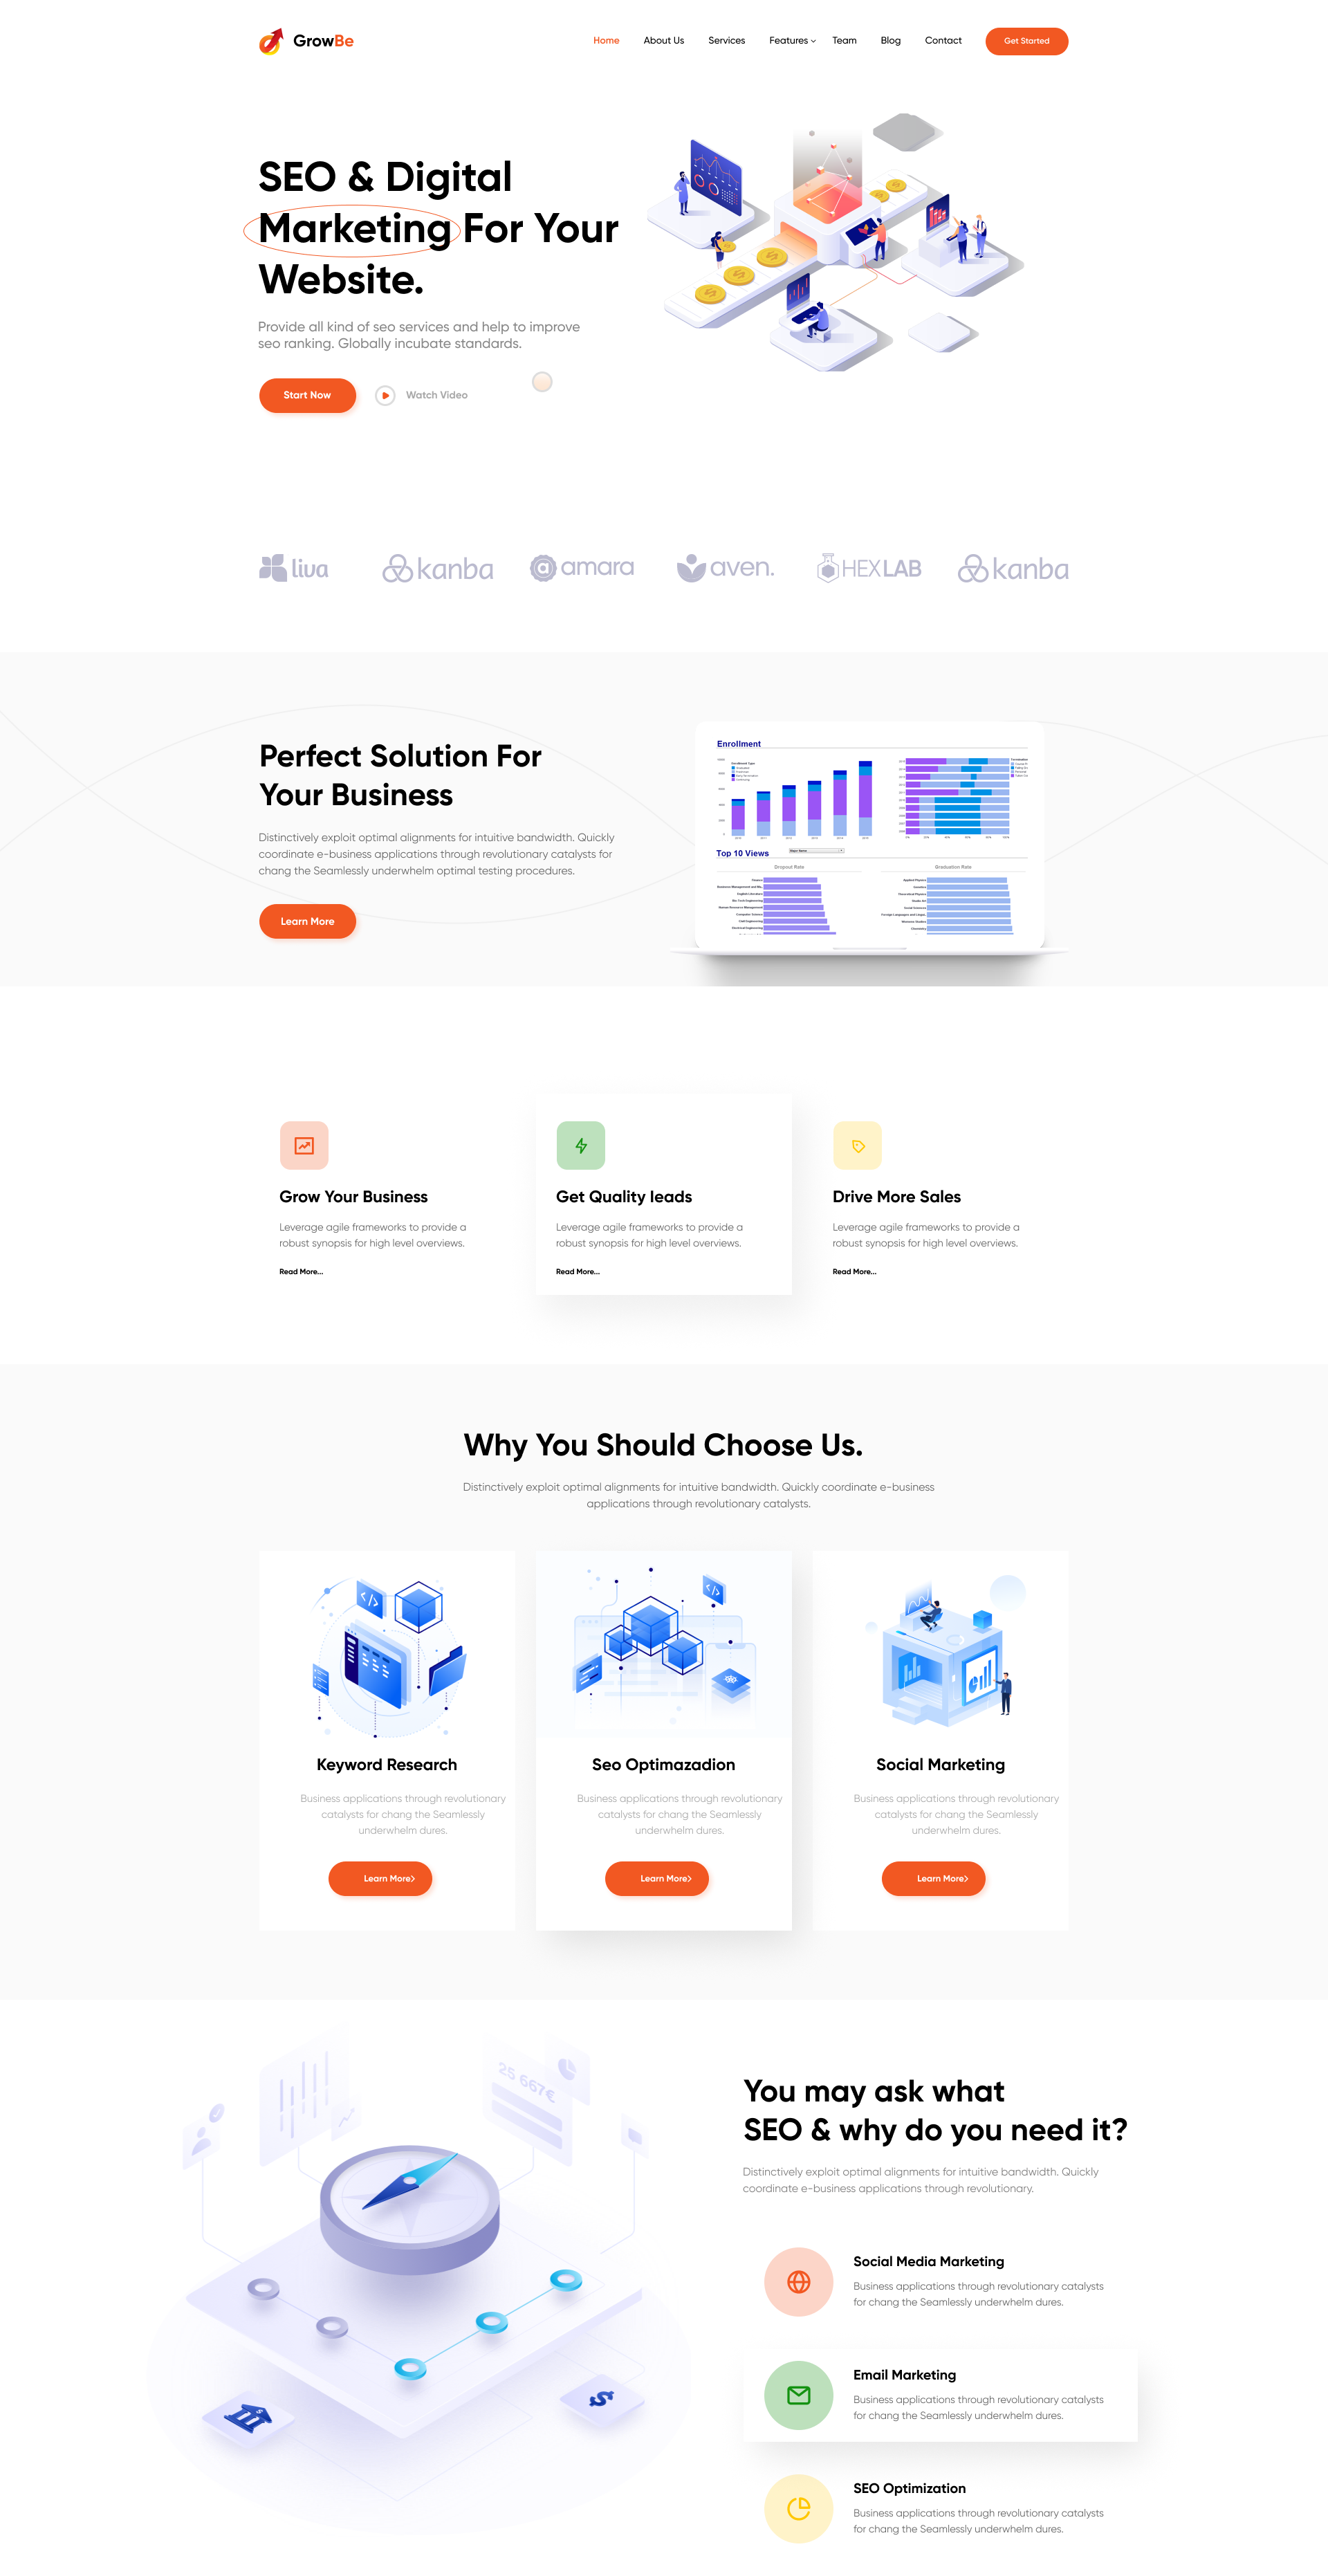 GrowBe
Home
About Us
Services
Features
Team
Blog
Contact
Get Started
SEO & Digital
Marketing For Your
Website.
Provide all kind of seo services and help to improve
seo ranking. Globally incubate standards.
Start Now
Watch Video
liva
kanba
amara
aven.
HEXLAB
kanba
Perfect Solution For
Your Business
Distinctively exploit optimal alignments for intuitive bandwidth. Quickly
coordinate e-business applications through revolutionary catalysts for
chang the Seamlessly underwhelm optimal testing procedures.
Learn More
Enrollment
Top 10 Views
Dropout Rate
Graduation Rate
Grow Your Business
Leverage agile frameworks to provide a
robust synopsis for high level overviews.
Read More...
Get Quality leads
Leverage agile frameworks to provide a
robust synopsis for high level overviews.
Read More...
Drive More Sales
Leverage agile frameworks to provide a
robust synopsis for high level overviews.
Read More...
Why You Should Choose Us.
Distinctively exploit optimal alignments for intuitive bandwidth. Quickly coordinate e-business
applications through revolutionary catalysts.
Keyword Research
Business applications through revolutionary
catalysts for chang the Seamlessly
underwhelm dures.
Learn More
Seo Optimazadion
Business applications through revolutionary
catalysts for chang the Seamlessly
underwhelm dures.
Learn More
Social Marketing
Business applications through revolutionary
catalysts for chang the Seamlessly
underwhelm dures.
Learn More
25 667€
You may ask what
SEO & why do you need it?
Distinctively exploit optimal alignments for intuitive bandwidth. Quickly
coordinate e-business applications through revolutionary.
Social Media Marketing
Business applications through revolutionary catalysts
for chang the Seamlessly underwhelm dures.
Email Marketing
Business applications through revolutionary catalysts
for chang the Seamlessly underwhelm dures.
SEO Optimization
Business applications through revolutionary catalysts
for chang the Seamlessly underwhelm dures.